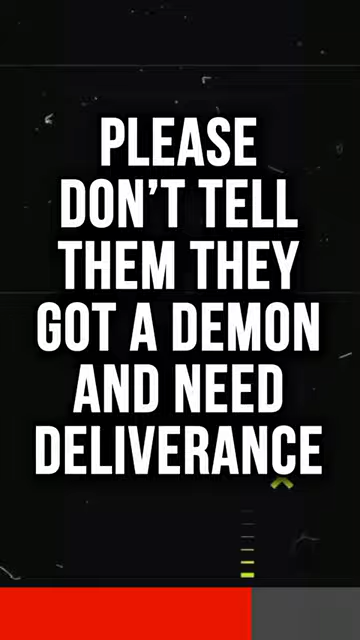 PLEASE
DON’T TELL
THEM THEY
GOT A DEMON
AND NEED
DELIVERANCE